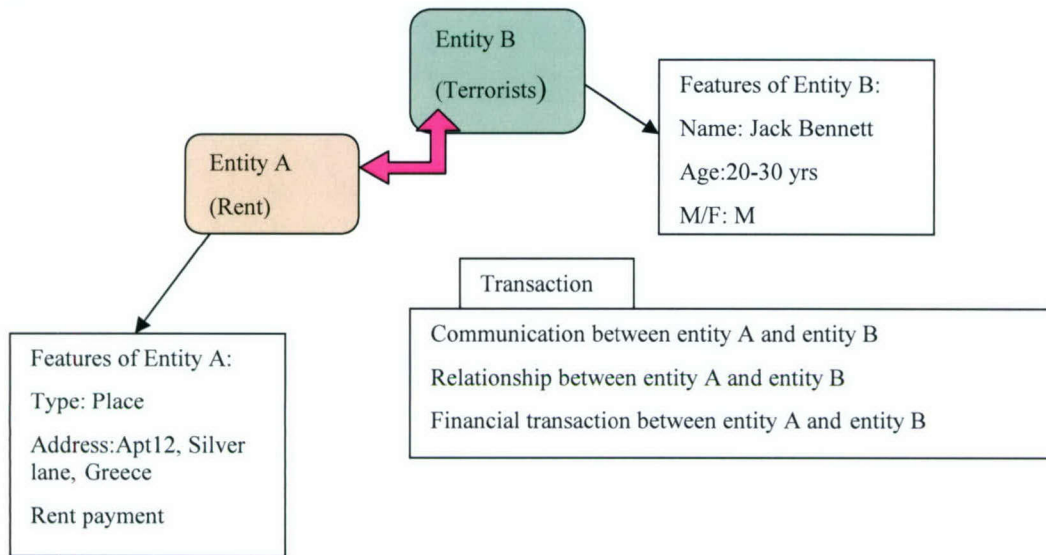 Entity B
(Terrorists)
Features of Entity B:
Name: Jack Bennett
Age:20-30 yrs
M/F: M
Entity A
(Rent)
Transaction
Communication between entity A and entity B
Relationship between entity A and entity B
Financial transaction between entity A and entity B
Features of Entity A:
Type: Place
Address:Apt12, Silver
lane, Greece
Rent payment